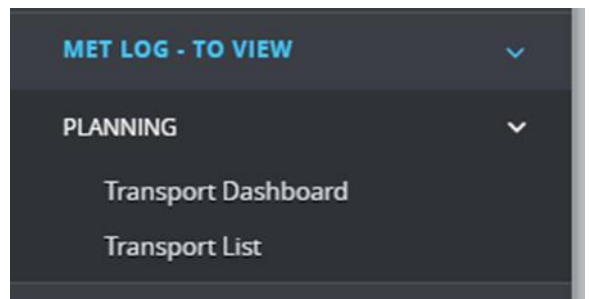 MET LOG - TO VIEW
PLANNING
Transport Dashboard
Transport List